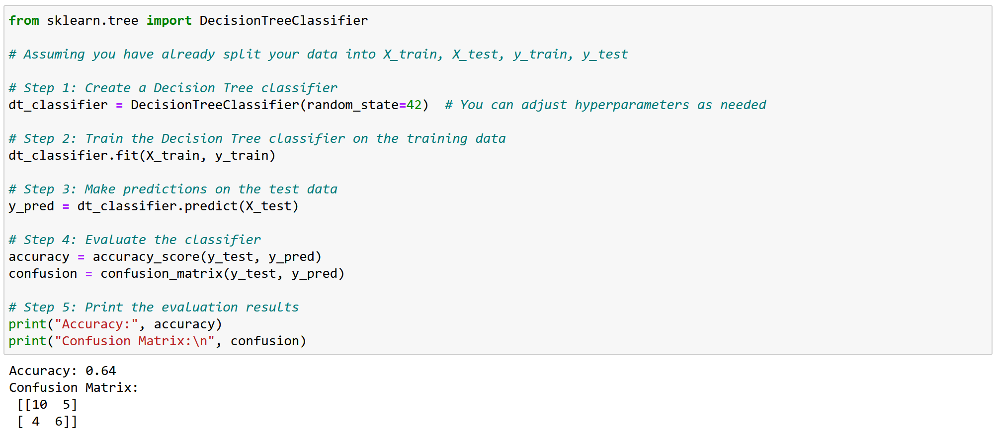 from sklearn.tree import DecisionTreeClassifier
# Assuming you have already split your data into X_train, X_test, y_train, y_test
# Step 1: Create a Decision Tree classifier
dt_classifier = DecisionTreeClassifier(random_state=42)  # You can adjust hyperparameters as needed
# Step 2: Train the Decision Tree classifier on the training data
dt_classifier.fit(X_train, y_train)
# Step 3: Make predictions on the test data
y_pred = dt_classifier.predict(X_test)
# Step 4: Evaluate the classifier
accuracy = accuracy_score(y_test, y_pred)
confusion = confusion_matrix(y_test, y_pred)
# Step 5: Print the evaluation results
print("Accuracy:", accuracy)
print("Confusion Matrix:\n", confusion)
Accuracy: 0.64
Confusion Matrix:
 [[10  5]
 [ 4  6]]